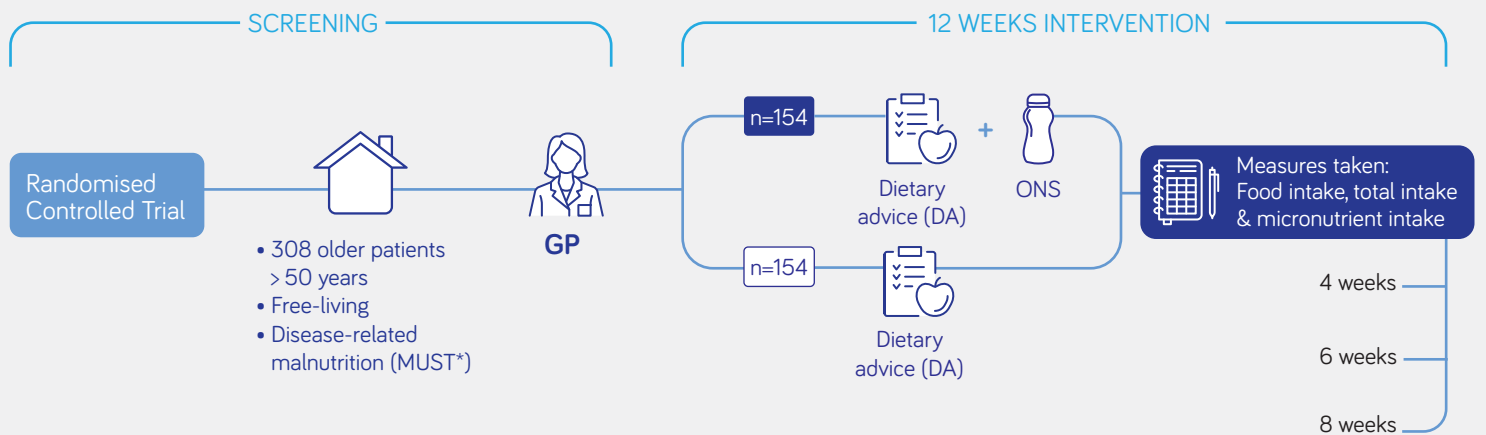 SCREENING
12 WEEKS INTERVENTION
Randomised
Controlled Trial
• 308 older patients
> 50 years
• Free-living
• Disease-related
malnutrition (MUST*)
GP
n=154
Dietary
advice (DA)
+
ONS
n=154
Dietary
advice (DA)
Measures taken:
Food intake, total intake
& micronutrient intake
4 weeks
6 weeks
8 weeks